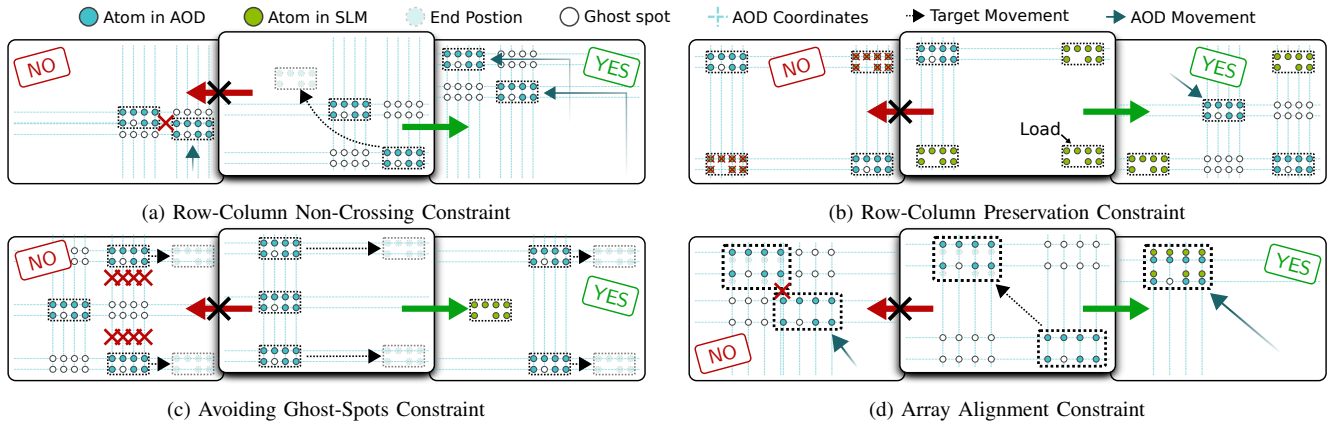 Atom in AOD Atom in SLM End Postion Ghost spot AOD Coordinates Target Movement AOD Movement
NO YES NO YES
Load
(a) Row-Column Non-Crossing Constraint (b) Row-Column Preservation Constraint
NO YES YES
NO
(c) Avoiding Ghost-Spots Constraint (d) Array Alignment Constraint